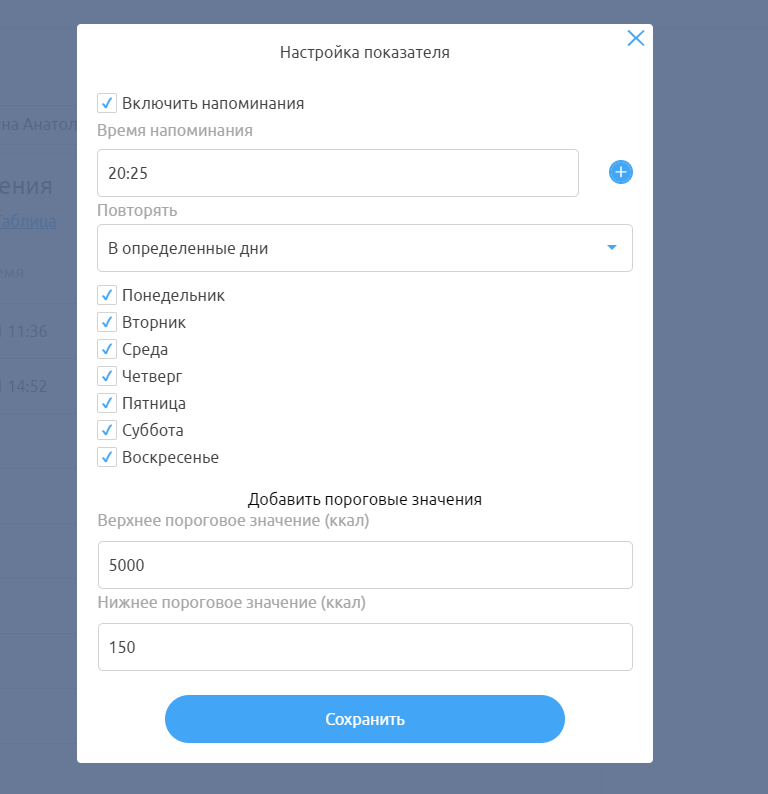 Настройка показателя
Включить напоминания
Время напоминания
20:25
Повторять
В определенные дни
Понедельник
Вторник
Среда
Четверг
Пятница
Суббота
Воскресенье
Добавить пороговые значения
Верхнее пороговое значение (ккал)
5000
Нижнее пороговое значение (ккал)
150
Сохранить
на Анатол
ения
Таблица
емя
11:36
14:52